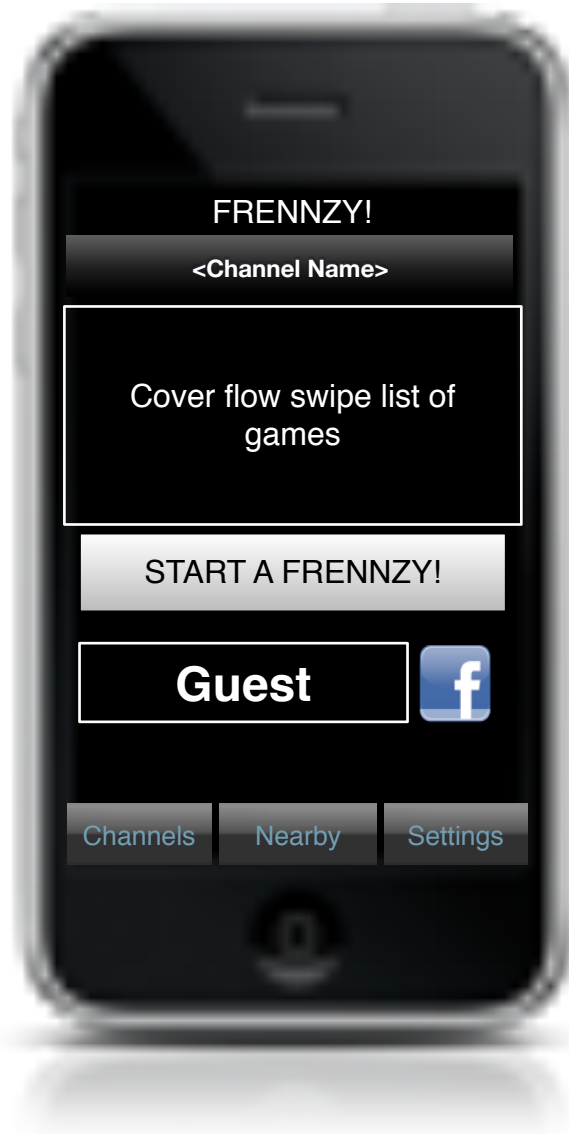 FRENNZY!
<Channel Name>
Cover flow swipe list of
games
START A FRENNZY!
Guest
f
Channels
Nearby
Settings